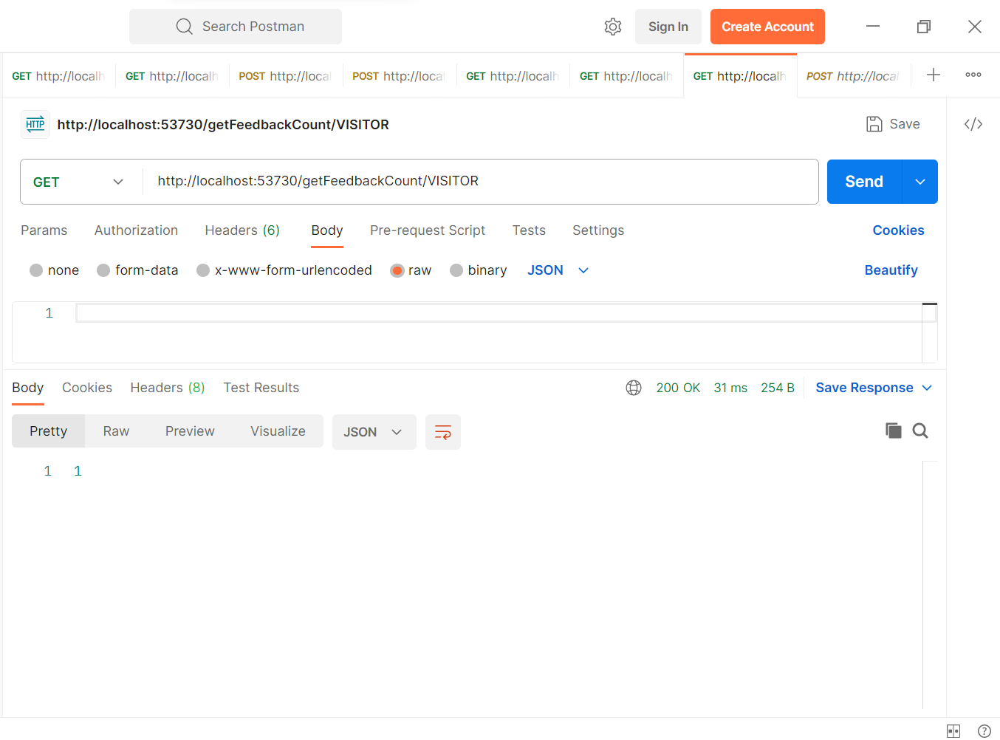 Search Postman
Sign In
Create Account
GET http://localh
GET http://localh
POST http://loca
POST http://loca
GET http://localh
GET http://localh
GET http://localh
POST http://local
HTTP http://localhost:53730/getFeedbackCount/VISITOR
Save
</>
GET
http://localhost:53730/getFeedbackCount/VISITOR
Send
Params
Authorization
Headers (6)
Body
Pre-request Script
Tests
Settings
Cookies
none
form-data
x-www-form-urlencoded
raw
binary
JSON
Beautify
1
Body
Cookies
Headers (8)
Test Results
200 OK
31 ms
254 B
Save Response
Pretty
Raw
Preview
Visualize
JSON
1 1